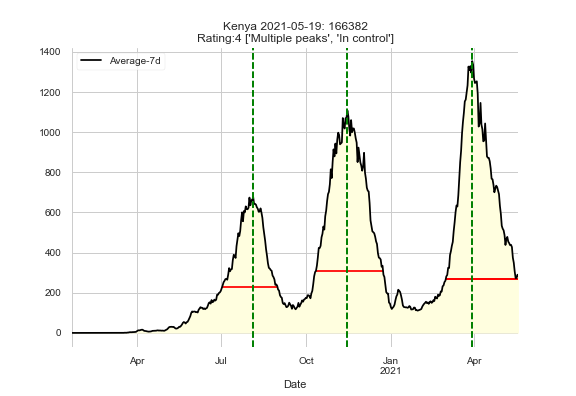 Kenya 2021-05-19: 166382
Rating:4 ['Multiple peaks', 'In control']
1400
Average-7d
1200
1000
800
600
400
200
0
Apr
Jul
Oct
Jan
2021
Apr
Date